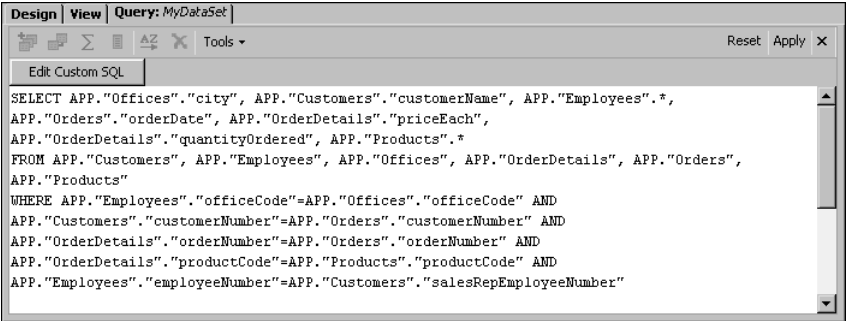 Design View Query: MyDataSet
Tools Reset Apply
Edit Custom SQL
SELECT APP."Offices"."city", APP."Customers"."customerName", APP."Employees".*,
APP."Orders"."orderDate", APP."OrderDetails"."priceEach",
APP."OrderDetails"."quantityOrdered", APP."Products".*
FROM APP."Customers", APP."Employees", APP."Offices", APP."OrderDetails", APP."Orders",
APP."Products"
WHERE APP."Employees"."officeCode"=APP."Offices"."officeCode" AND
APP."Customers"."customerNumber"=APP."Orders"."customerNumber" AND
APP."OrderDetails"."orderNumber"=APP."Orders"."orderNumber" AND
APP."OrderDetails"."productCode"=APP."Products"."productCode" AND
APP."Employees"."employeeNumber"=APP."Customers"."salesRepEmployeeNumber"